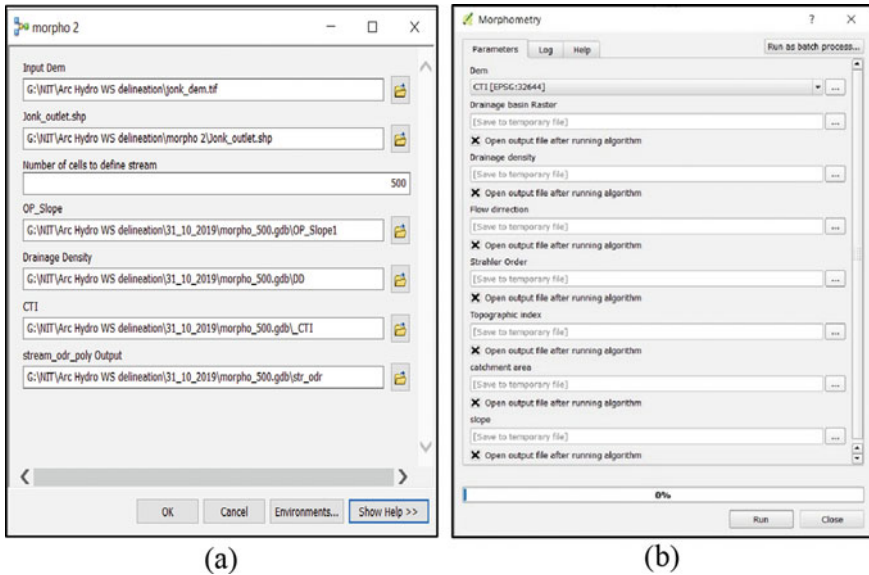 morpho 2
Input Dem
G:\NIT\Arc Hydro WS delineation\jonk_dem.tif
Jonk_outlet.shp
G:\NIT\Arc Hydro WS delineation\morpho 2\Jonk_outlet.shp
Number of cells to define stream
500
OP_Slope
G:\NIT\Arc Hydro WS delineation\31_10_2019\morpho_500.gdb\OP_Slope1
Drainage Density
G:\NIT\Arc Hydro WS delineation\31_10_2019\morpho_500.gdb\DD
CTI
G:\NIT\Arc Hydro WS delineation\31_10_2019\morpho_500.gdb\_CTI
stream_odr_poly Output
G:\NIT\Arc Hydro WS delineation\31_10_2019\morpho_500.gdb\str_odr
OK Cancel Environments... Show Help >>
(a)
Morphometry
Parameters Log Help Run as batch process...
Dem
CTI [EPSG:32644] ...
Drainage basin Raster
[Save to temporary file] ...
Open output file after running algorithm
Drainage density
[Save to temporary file] ...
Open output file after running algorithm
Flow dirrection
[Save to temporary file] ...
Open output file after running algorithm
Strahler Order
[Save to temporary file] ...
Open output file after running algorithm
Topographic index
[Save to temporary file] ...
Open output file after running algorithm
catchment area
[Save to temporary file] ...
Open output file after running algorithm
slope
[Save to temporary file] ...
Open output file after running algorithm
0%
Run Close
(b)